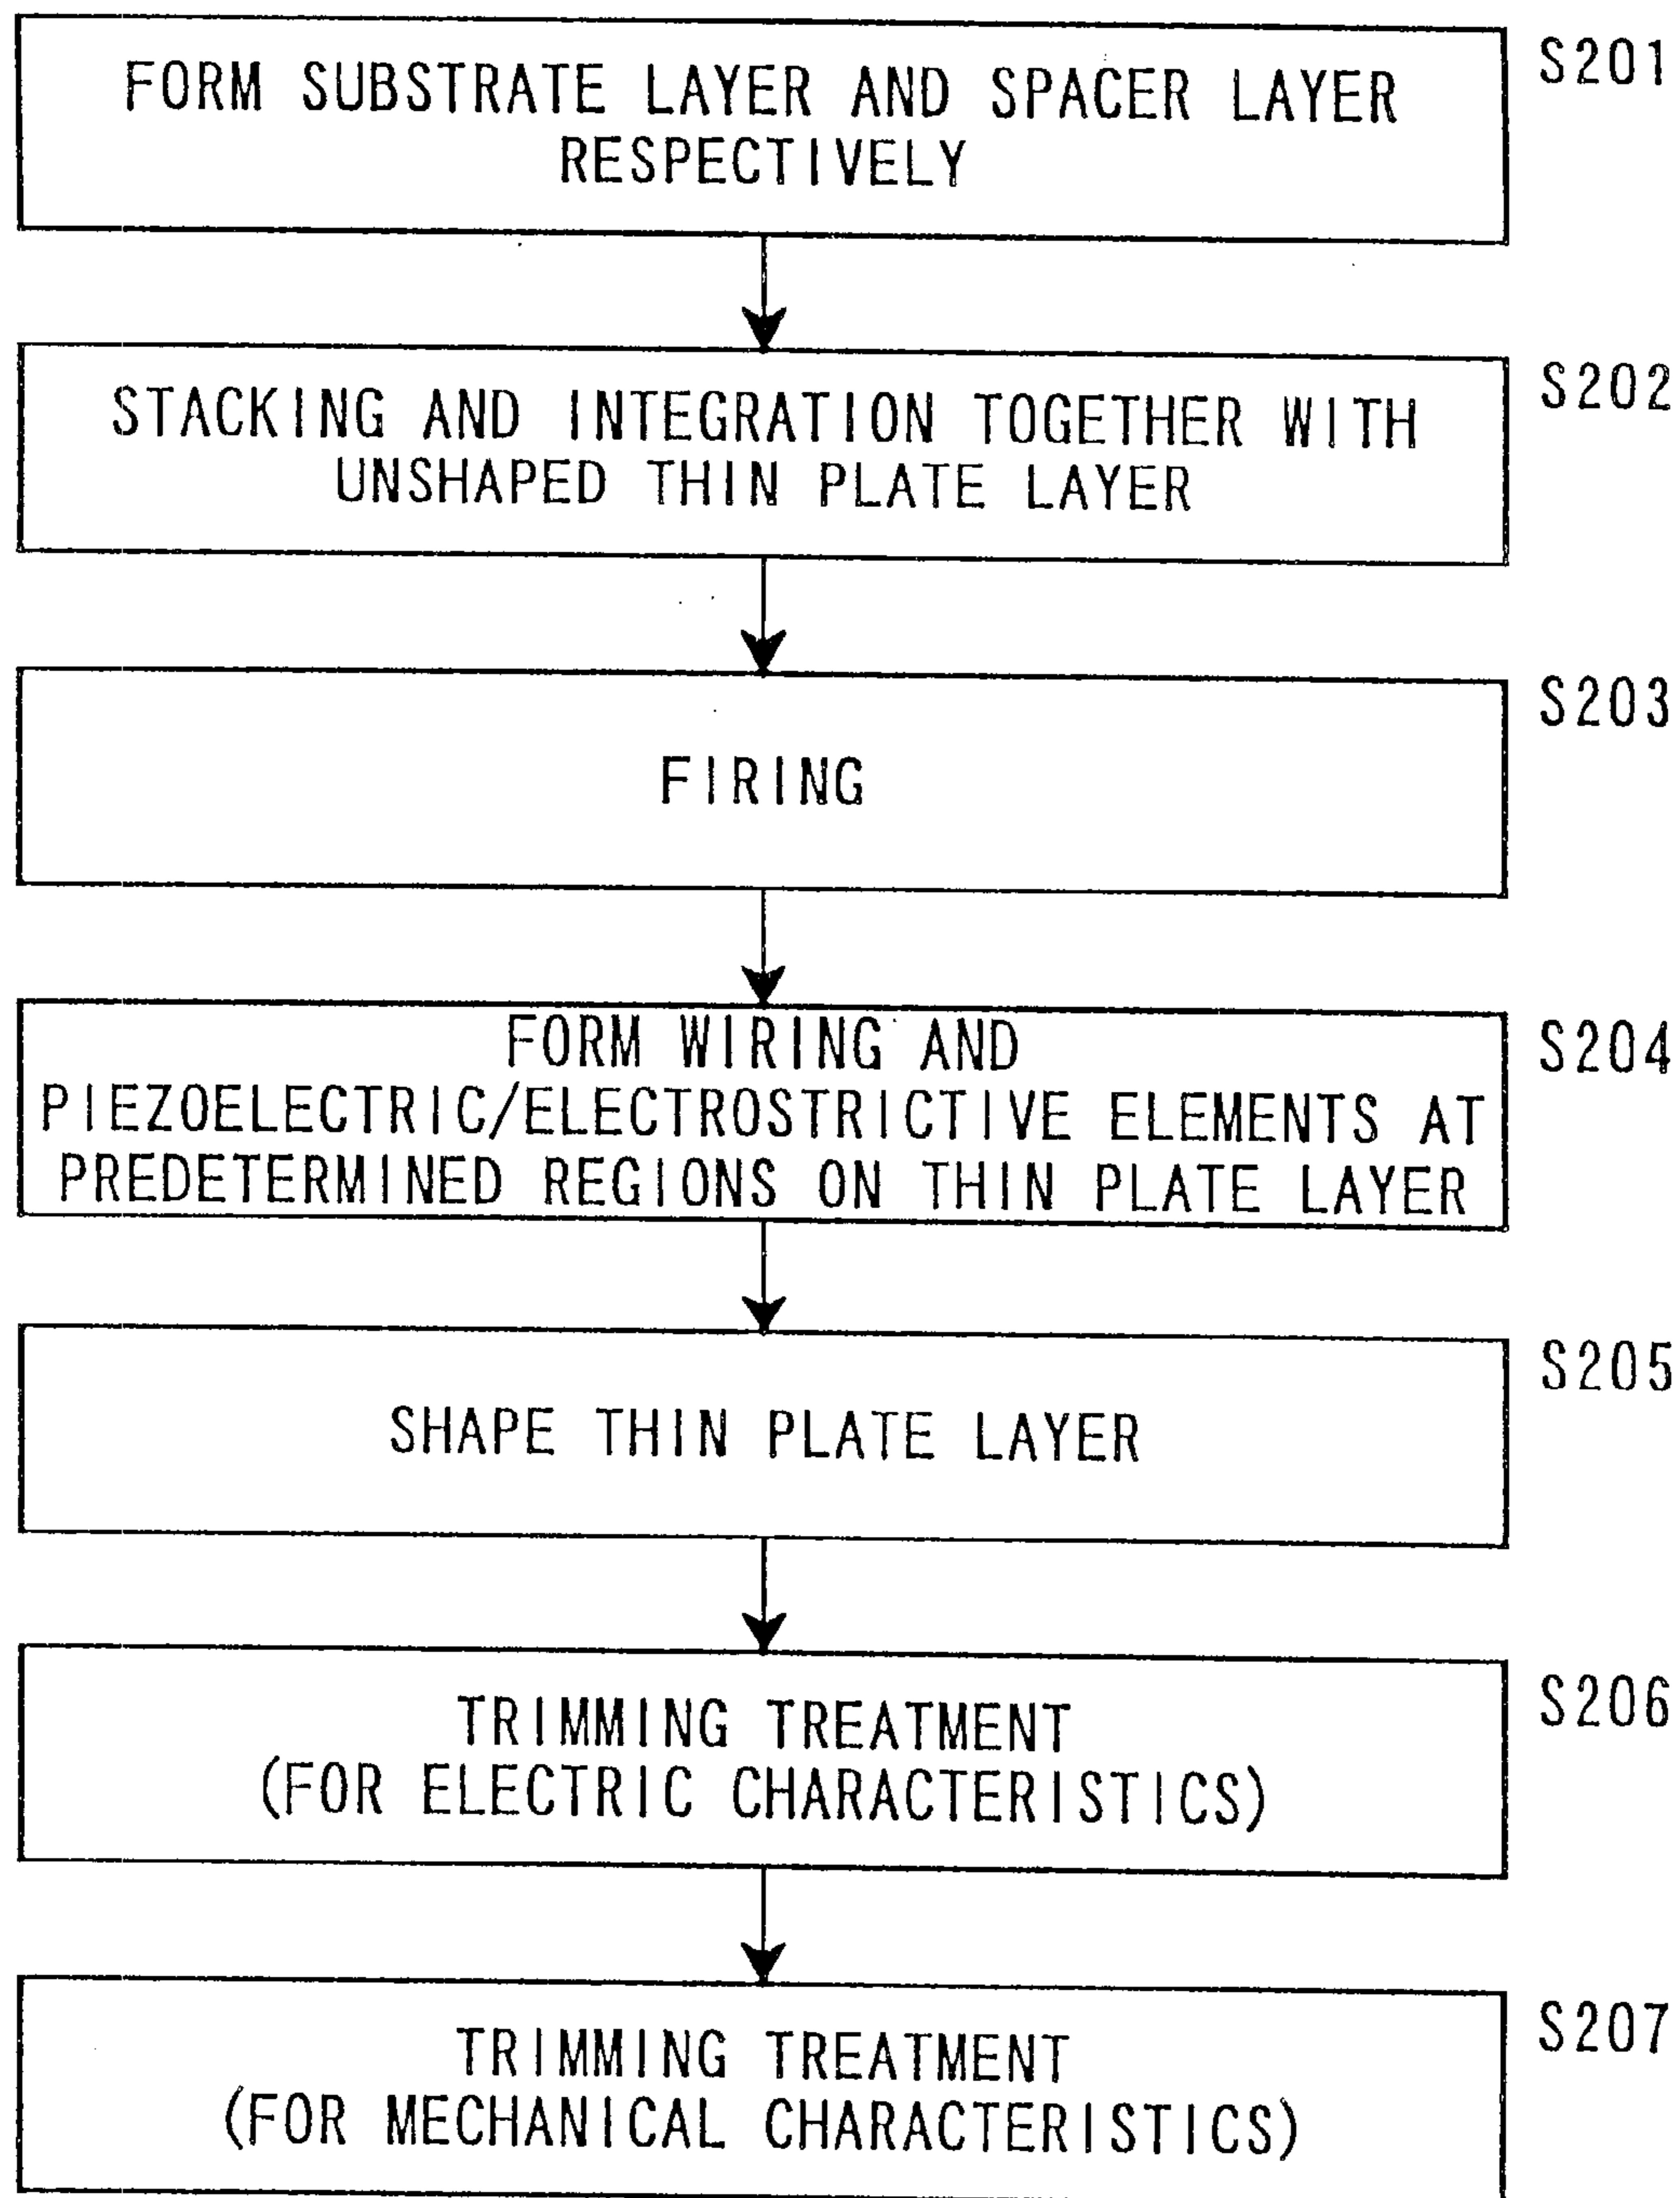 S201
FORM SUBSTRATE LAYER AND SPACER LAYER
RESPECTIVELY
S202
STACKING AND INTEGRATION TOGETHER WITH
UNSHAPED THIN PLATE LAYER
S203
FIRING
S204
FORM WIRING AND
PIEZOELECTRIC/ELECTROSTRICTIVE ELEMENTS AT
PREDETERMINED REGIONS ON THIN PLATE LAYER
S205
SHAPE THIN PLATE LAYER
S206
TRIMMING TREATMENT
(FOR ELECTRIC CHARACTERISTICS)
S207
TRIMMING TREATMENT
(FOR MECHANICAL CHARACTERISTICS)